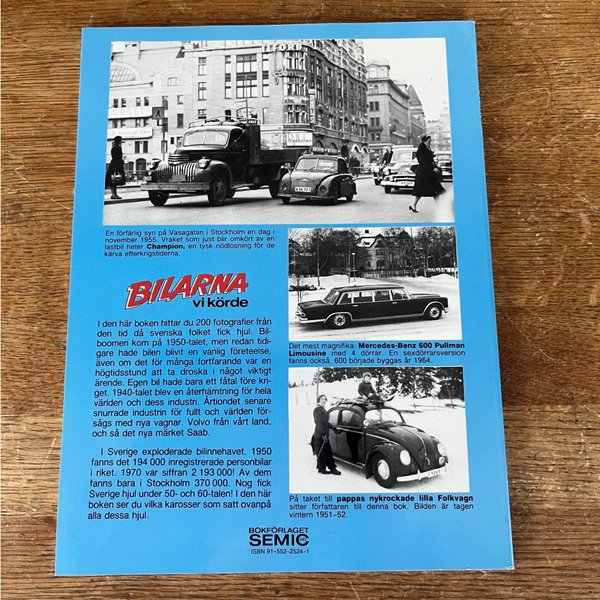 ILFORD
En förfärlig syn på Vasagatan i Stockholm en dag i
november 1955. Vraket som just blir omkört av en
lastbil heter Champion, en tysk nödlösning för de
kärva efterkrigstiderna.
BILARNA
vi körde
I den här boken hittar du 200 fotografier från
den tid då svenska folket fick hjul. Bil-
boomen kom på 1950-talet, men redan tidi-
gare hade bilen blivit en vanlig företeelse,
även om det för många fortfarande var en
högtidsstund att ta droska i något viktigt
ärende. Egen bil hade bara ett fåtal före kri-
get. 1940-talet blev en återhämtning för hela
världen och dess industri. Årtiondet senare
snurrade industrin för fullt och världen för-
sågs med nya vagnar. Volvo från vårt land,
och så det nya märket Saab.
I Sverige exploderade bilinnehavet. 1950
fanns det 194 000 inregistrerade personbilar
i riket. 1970 var siffran 2 193 000! Av dem
fanns bara i Stockholm 370 000. Nog fick
Sverige hjul under 50- och 60-talen! I den här
boken ser du vilka karosser som satt ovanpå
alla dessa hjul.
Det mest magnifika: Mercedes-Benz 600 Pullman
Limousine med 4 dörrar. En sexdörrarsversion
fanns också. 600 började byggas år 1964.
På taket till pappas nykrockade lilla Folkvagn
sitter författaren till denna bok. Bilden är tagen
vintern 1951–52.
BOKFÖRLAGET
SEMIC
ISBN 91-552-2524-1